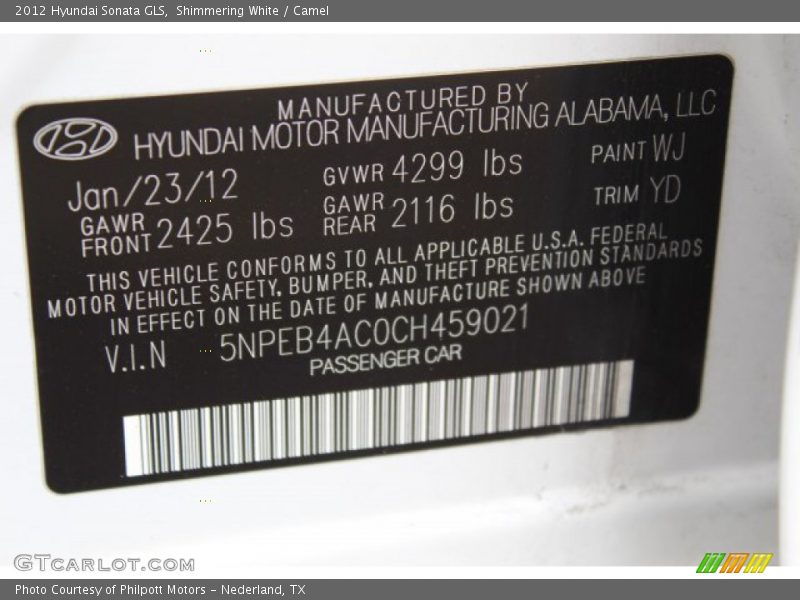 2012 Hyundai Sonata GLS, Shimmering White / Camel
MANUFACTURED BY
HYUNDAI MOTOR MANUFACTURING ALABAMA, LLC
Jan/23/12 GVWR 4299 lbs PAINT WJ
GAWR FRONT 2425 lbs GAWR REAR 2116 lbs TRIM YD
THIS VEHICLE CONFORMS TO ALL APPLICABLE U.S.A. FEDERAL
MOTOR VEHICLE SAFETY, BUMPER, AND THEFT PREVENTION STANDARDS
IN EFFECT ON THE DATE OF MANUFACTURE SHOWN ABOVE
V.I.N 5NPEB4AC0CH459021
PASSENGER CAR
GTCARLOT.COM
Photo Courtesy of Philpott Motors - Nederland, TX